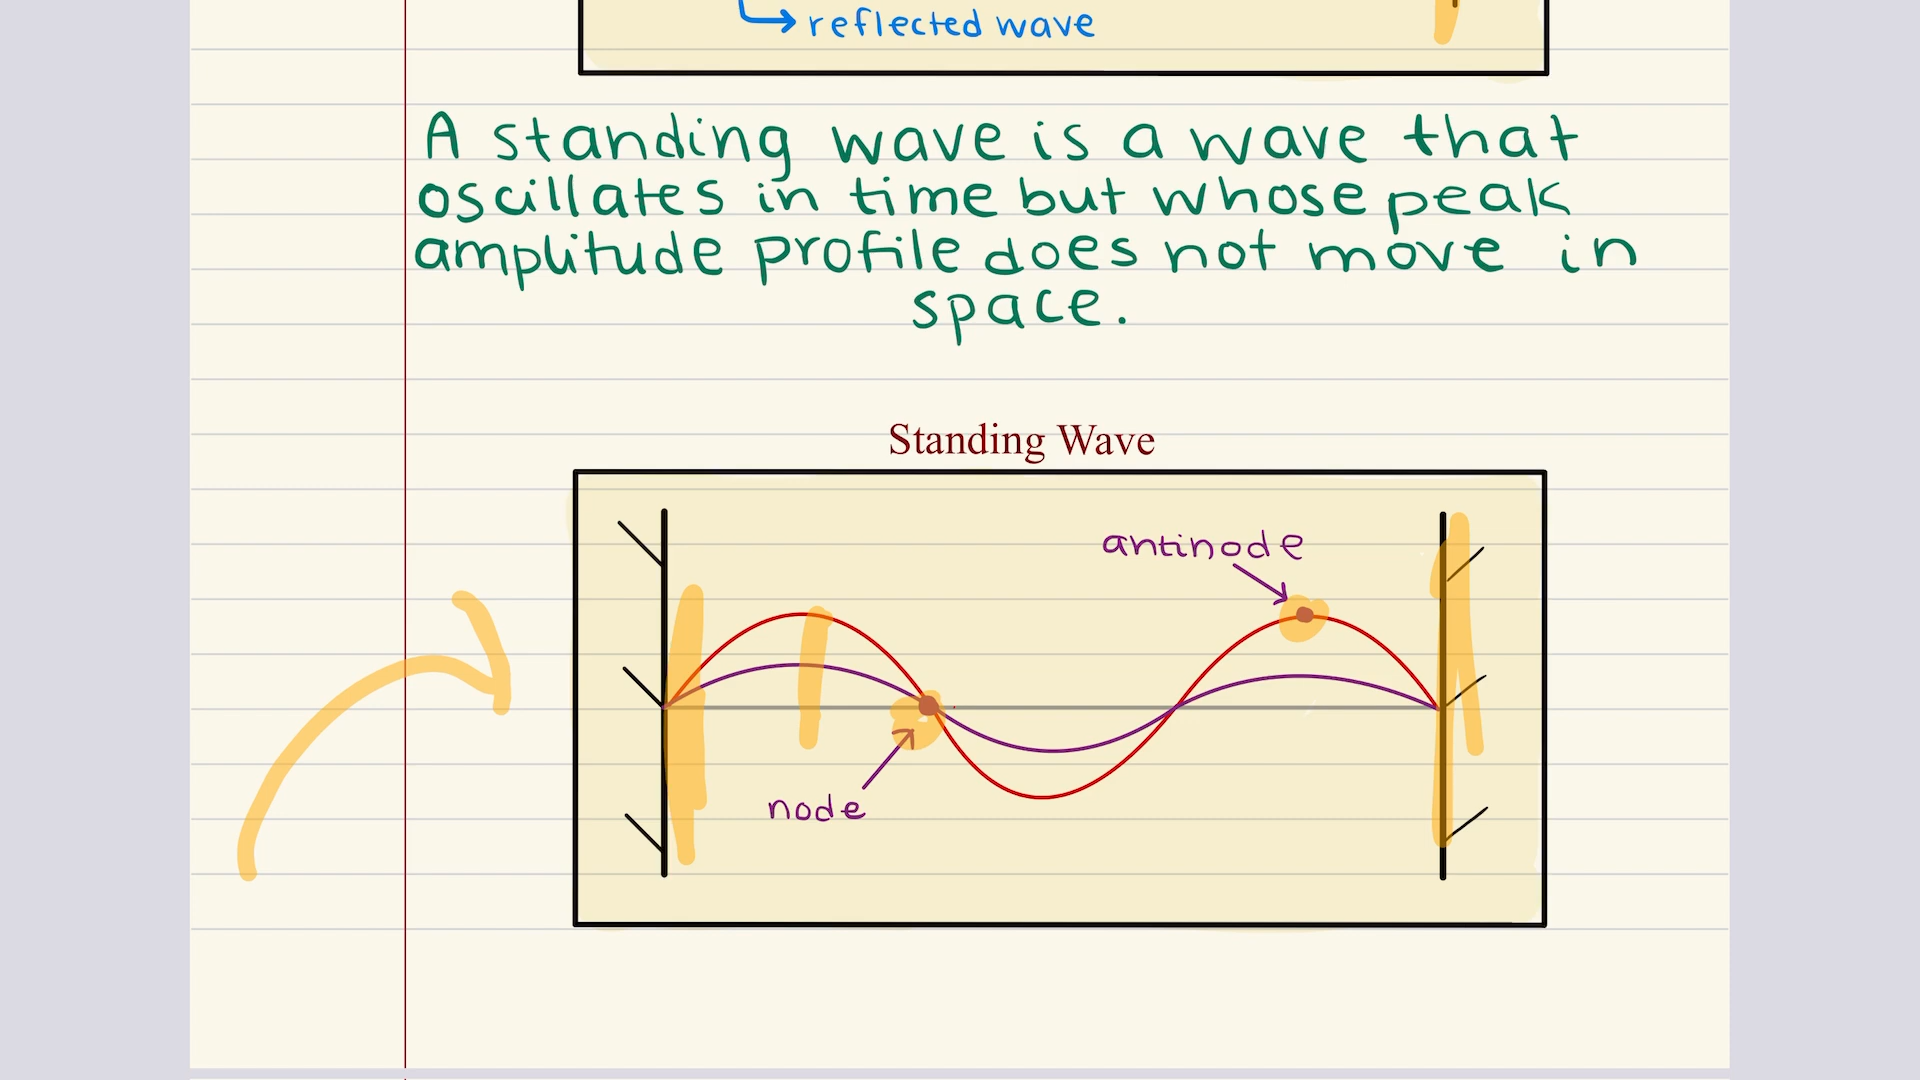 reflected wave
A standing wave is a wave that
oscillates in time but whose peak
amplitude profile does not move in
space.
Standing Wave
antinode
node